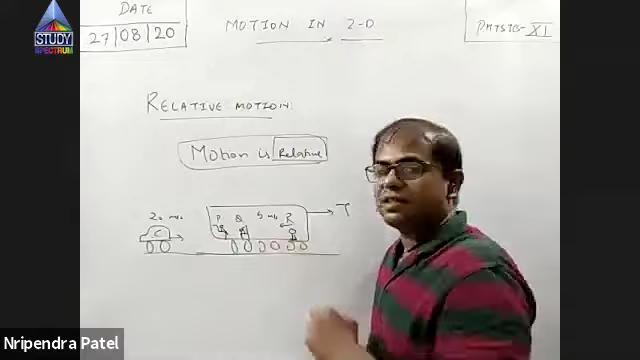 STUDY
SPECTRUM
DATE
27/08/20
MOTION IN 2-D
PHYSICS-XI
RELATIVE MOTION
Motion is Relative
20 m/s
C
P
Q
5 m/s
R
T
Nripendra Patel